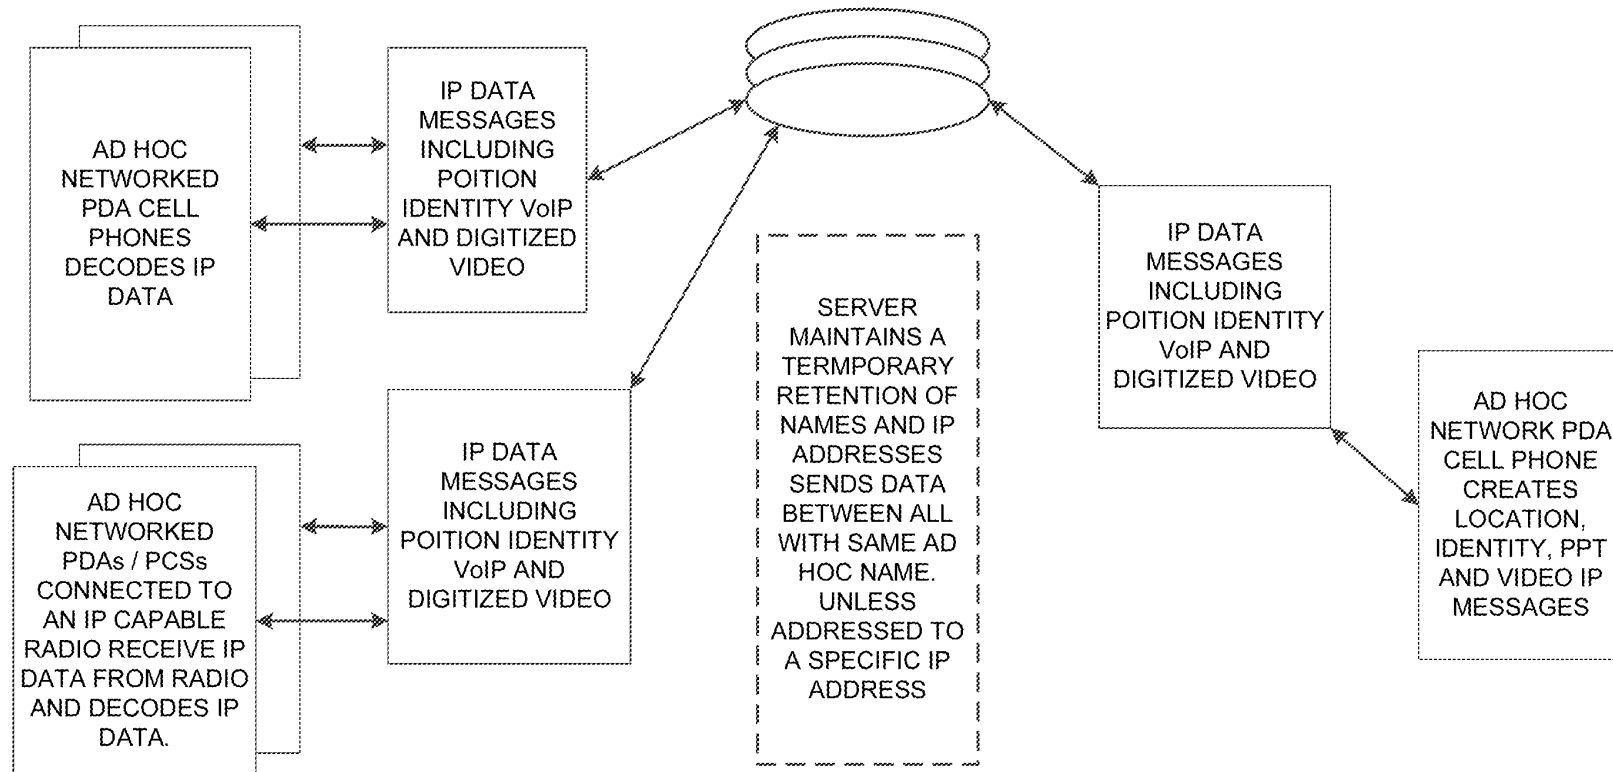 AD HOC
NETWORKED
PDA CELL
PHONES
DECODES IP
DATA
IP DATA
MESSAGES
INCLUDING
POITION
IDENTITY VoIP
AND DIGITIZED
VIDEO
AD HOC
NETWORKED
PDAs / PCSs
CONNECTED TO
AN IP CAPABLE
RADIO RECEIVE IP
DATA FROM RADIO
AND DECODES IP
DATA.
IP DATA
MESSAGES
INCLUDING
POITION IDENTITY
VoIP AND
DIGITIZED VIDEO
SERVER
MAINTAINS A
TERMPORARY
RETENTION OF
NAMES AND IP
ADDRESSES
SENDS DATA
BETWEEN ALL
WITH SAME AD
HOC NAME.
UNLESS
ADDRESSED TO
A SPECIFIC IP
ADDRESS
IP DATA
MESSAGES
INCLUDING
POITION IDENTITY
VoIP AND
DIGITIZED VIDEO
AD HOC
NETWORK PDA
CELL PHONE
CREATES
LOCATION,
IDENTITY, PPT
AND VIDEO IP
MESSAGES